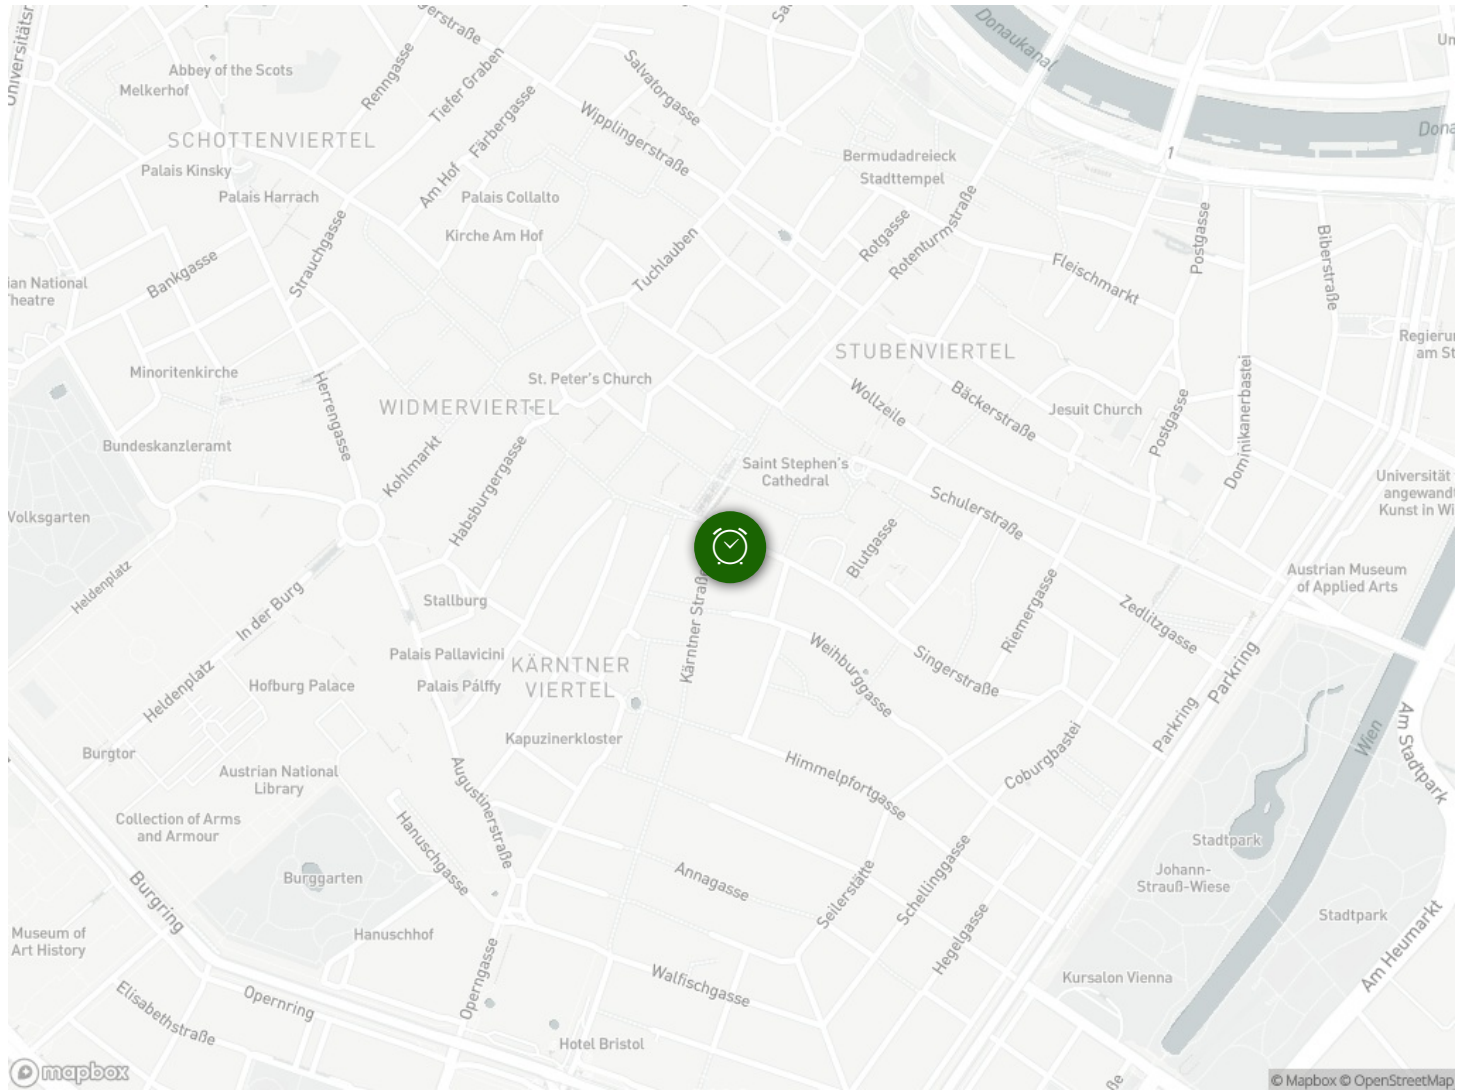 Donaukanal
Salvatorgasse
Abbey of the Scots
Renngasse
Tiefer Graben
Melkerhof
Färbergasse
Wipplingerstraße
SCHOTTENVIERTEL
1
Bermudadreieck
Stadttempel
Palais Kinsky
Am Hof
Palais Harrach
Palais Collalto
Kirche Am Hof
Rotgasse
Rotenturmstraße
Postgasse
Biberstraße
Strauchgasse
Bankgasse
Tuchlauben
Fleischmarkt
STUBENVIERTEL
Minoritenkirche
St. Peter's Church
Herrengasse
WIDMERVIERTEL
Wollzeile
Bäckerstraße
Jesuit Church
Postgasse
Dominikanerbastei
Bundeskanzleramt
Kohlmarkt
Habsburgergasse
Saint Stephen's
Cathedral
Universität
angewandt
Kunst in Wi
Volksgarten
Schulerstraße
Blutgasse
Heldenplatz
In der Burg
Stallburg
Kärntner Straße
Riemergasse
Austrian Museum
of Applied Arts
Zedlitzgasse
Palais Pallavicini
KÄRNTNER
VIERTEL
Palais Pálffy
Hofburg Palace
Heldenplatz
Weihburggasse
Singerstraße
Parkring
Parkring
Am Stadtpark
Wien
Burgtor
Kapuzinerkloster
Austrian National
Library
Augustinerstraße
Himmelpfortgasse
Coburgbastei
Collection of Arms
and Armour
Hanuschgasse
Stadtpark
Burggarten
Annagasse
Seilerstätte
Schellinggasse
Johann-
Strauß-Wiese
Burgring
Museum of
Art History
Hanuschhof
Hegelgasse
Stadtpark
Operngasse
Walfischgasse
Kursalon Vienna
Am Heumarkt
Elisabethstraße
Opernring
Hotel Bristol
mapbox
© Mapbox © OpenStreetMap